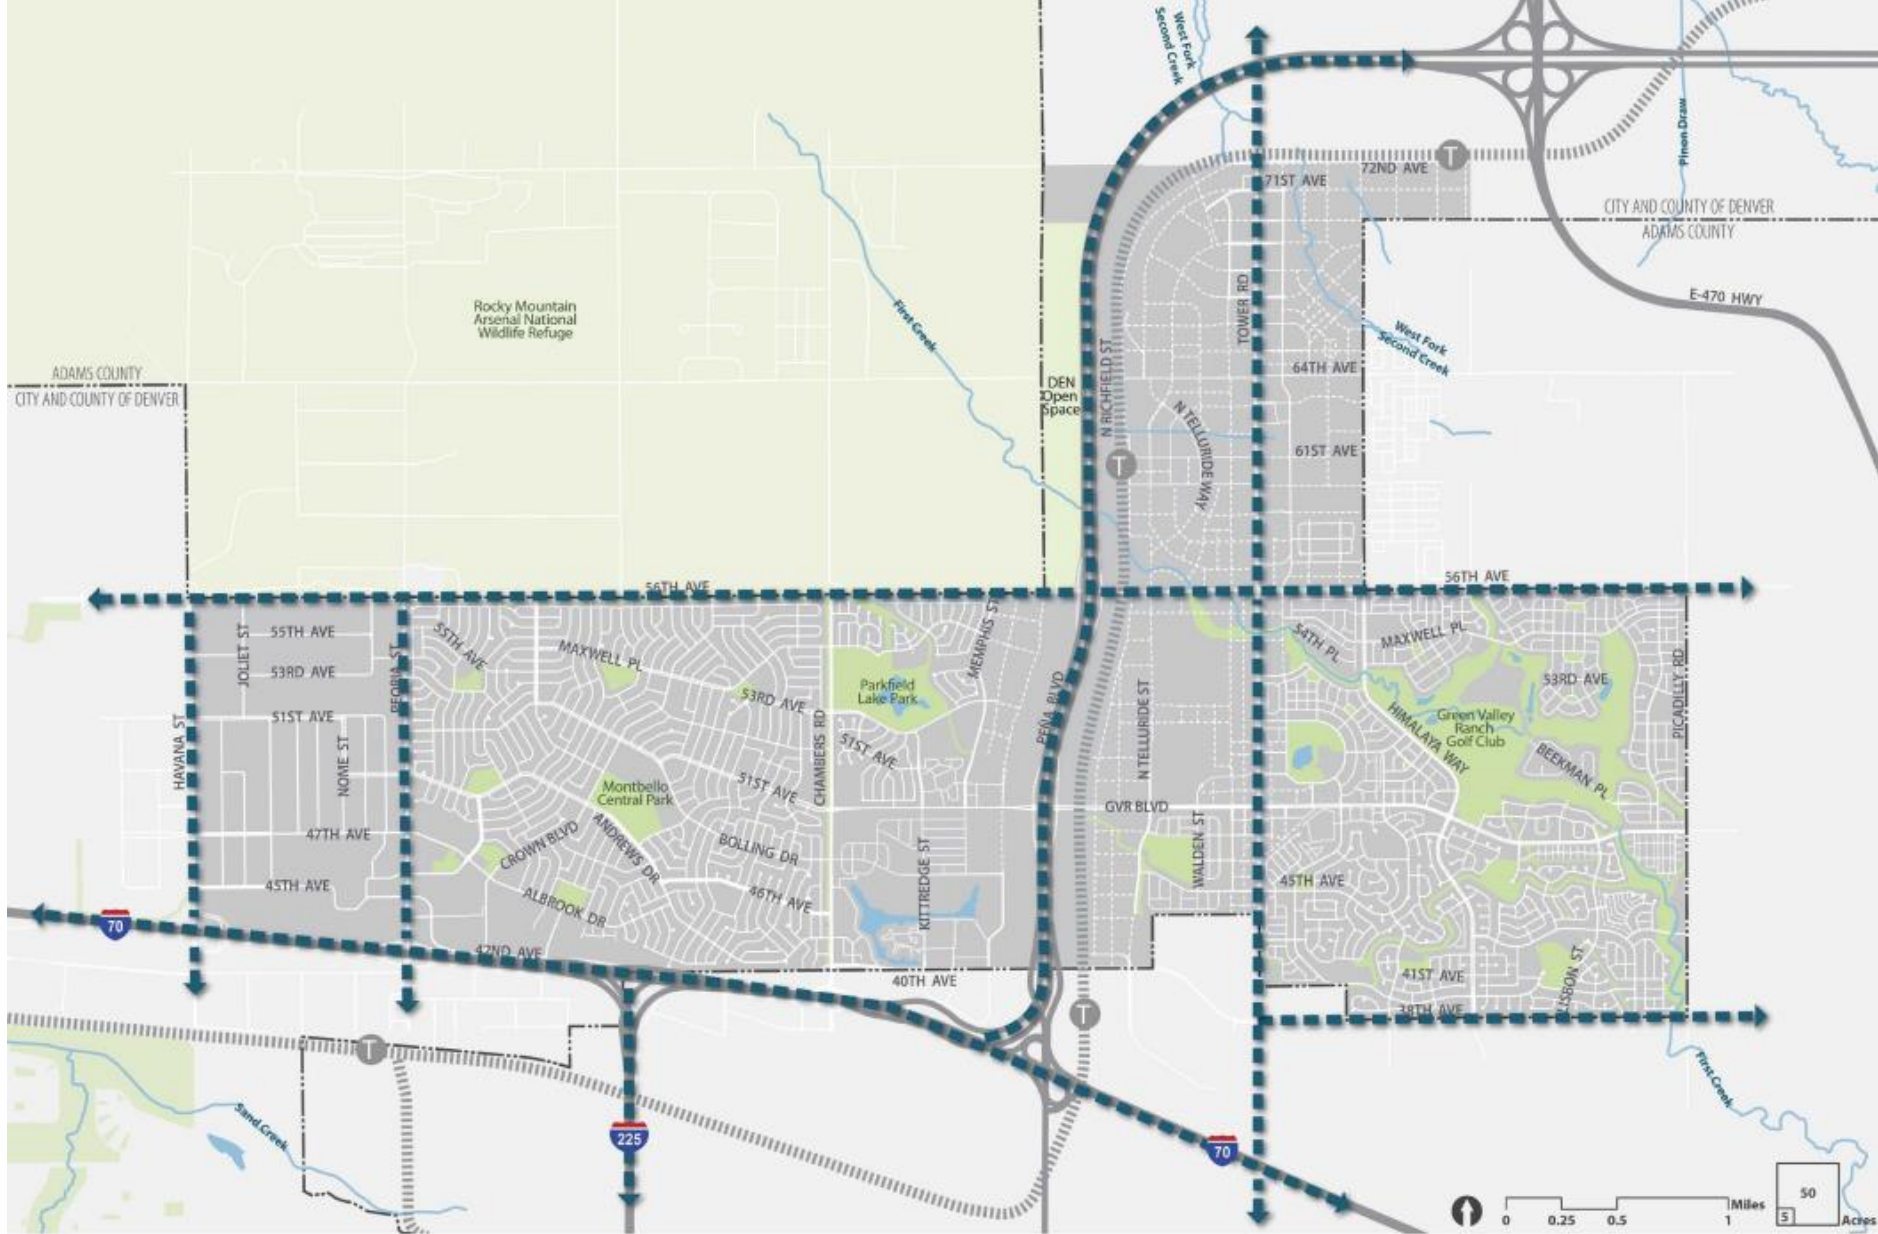 West Fork
Second Creek
Pinon Draw
72ND AVE
71ST AVE
CITY AND COUNTY OF DENVER
ADAMS COUNTY
E-470 HWY
Rocky Mountain
Arsenal National
Wildlife Refuge
First Creek
TOWER RD
N RICHFIELD ST
West Fork
Second Creek
64TH AVE
ADAMS COUNTY
CITY AND COUNTY OF DENVER
DEN
Open
Space
N TELLURIDE WAY
61ST AVE
T
T
56TH AVE
56TH AVE
55TH AVE
JOLIET ST
55TH AVE
MAXWELL PL
MEMPHIS ST
54TH PL
MAXWELL PL
53RD AVE
PEORIA ST
53RD AVE
Parkfield
Lake Park
PEÑA BLVD
N TELLURIDE ST
53RD AVE
PICADILLY RD
51ST AVE
HAVANA ST
NOME ST
CHAMBERS RD
51ST AVE
51ST AVE
HIMALAYA WAY
Green Valley
Ranch
Golf Club
BEEKMAN PL
Montbello
Central Park
GVR BLVD
47TH AVE
CROWN BLVD
ANDREWS DR
BOLLING DR
KITTREDGE ST
WALDEN ST
45TH AVE
ALBROOK DR
46TH AVE
45TH AVE
70
42ND AVE
40TH AVE
41ST AVE
LISBON ST
38TH AVE
T
T
Sand Creek
First Creek
225
70
0
0.25
0.5
1
Miles
50
5
Acres